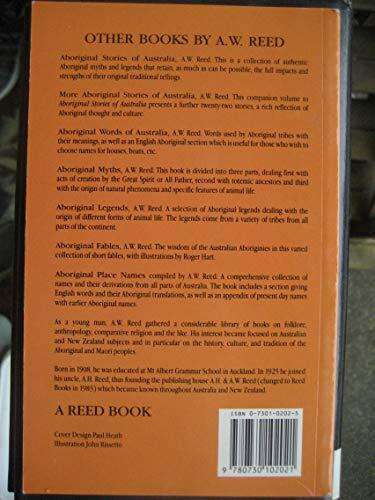 OTHER BOOKS BY A.W. REED
Aboriginal Stories of Australia, A.W. Reed. This is a collection of authentic
Aboriginal myths and legends that retain, as much as can be possible, the full impacts and
strengths of their original traditional tellings.
More Aboriginal Stories of Australia, A.W. Reed. This companion volume to
Aboriginal Stories of Australia presents a further twenty-two stories, a rich reflection of
Aboriginal thought and culture.
Aboriginal Words of Australia, A.W. Reed. Words used by Aboriginal tribes with
their meanings, as well as an English Aboriginal section which is useful for those who wish
to choose names for houses, boats, etc.
Aboriginal Myths, A.W. Reed. This book is divided into three parts, dealing first with
acts of creation by the Great Spirit or All-Father, second with totemic ancestors and third
with the origin of natural phenomena and specific features of animal life.
Aboriginal Legends, A.W. Reed. A selection of Aboriginal legends dealing with the
origin of different forms of animal life. The legends come from a variety of tribes from all
parts of the continent.
Aboriginal Fables, A.W. Reed. The wisdom of the Australian Aboriginies in this varied
collection of short fables, with illustrations by Roger Hart.
Aboriginal Place Names compiled by A.W. Reed. A comprehensive collection of
names and their derivations from all parts of Australia. The book includes a section giving
English words and their Aboriginal translations, as well as an appendix of present day names
with earlier Aboriginal names.
As a young man, A.W. Reed gathered a considerable library of books on folklore,
anthropology, comparative religion and the like. His interest became focused on Australian
and New Zealand subjects and in particular on the history, culture, and tradition of
the Aboriginal and Maori peoples.
Born in 1908, he was educated at Mt Albert Grammar School in Auckland. In 1925 he joined
his uncle, A.H. Reed, thus founding the publishing house A.H. & A.W. Reed (changed to Reed
Books in 1983) which became known throughout Australia and New Zealand.
A REED BOOK
Cover Design Paul Heath
Illustration John Rissetto
ISBN 0-7301-0202-5
9 780730 102021